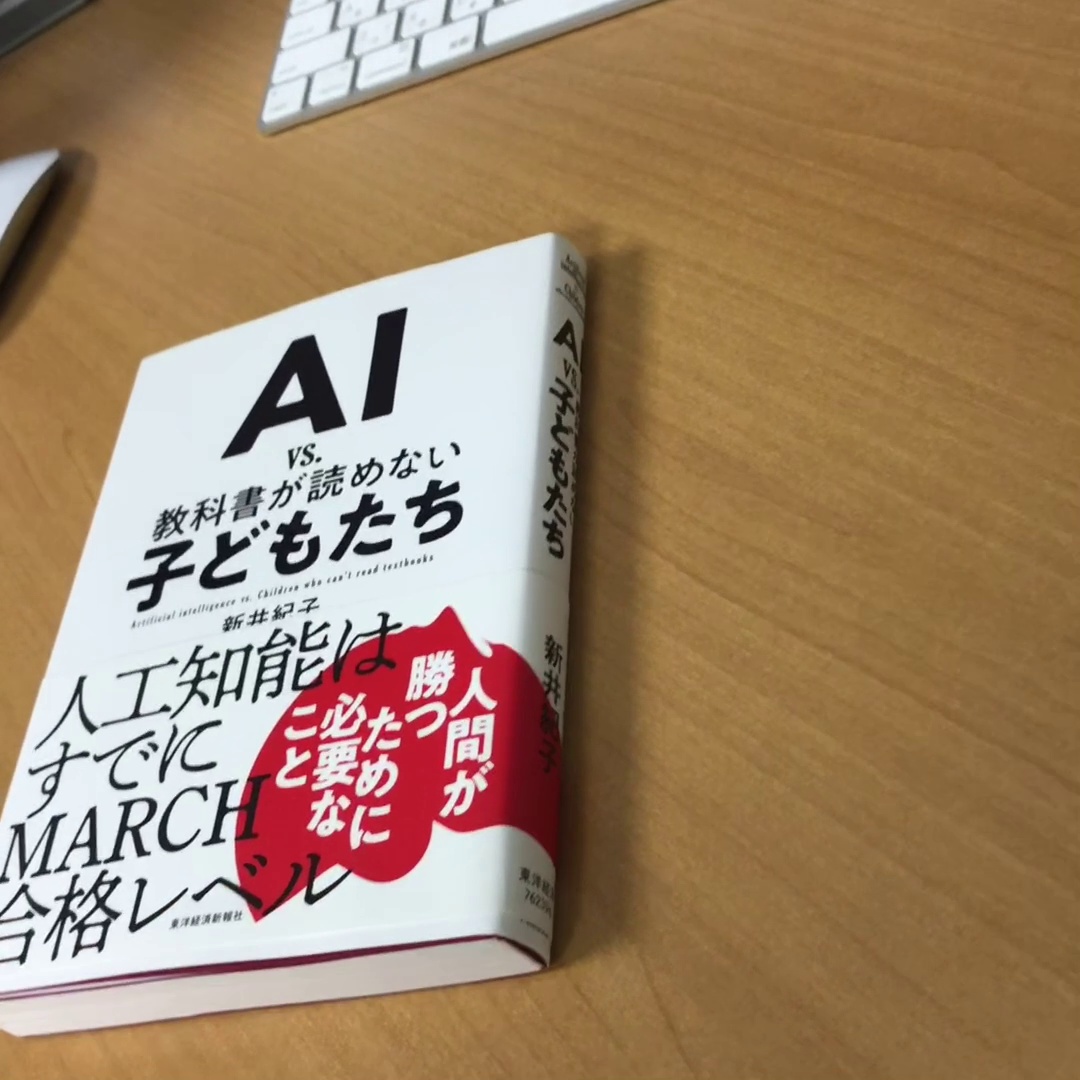 AI
vs.
教科書が読めない
子どもたち
Artificial intelligence vs. Children who can't read textbooks
新井紀子
人工知能は
すでに
MARCH
合格レベル
人間が
勝つ
ために
必要な
こと
東洋経済新報社
AI
vs.
子どもたち
新井紀子
東洋経